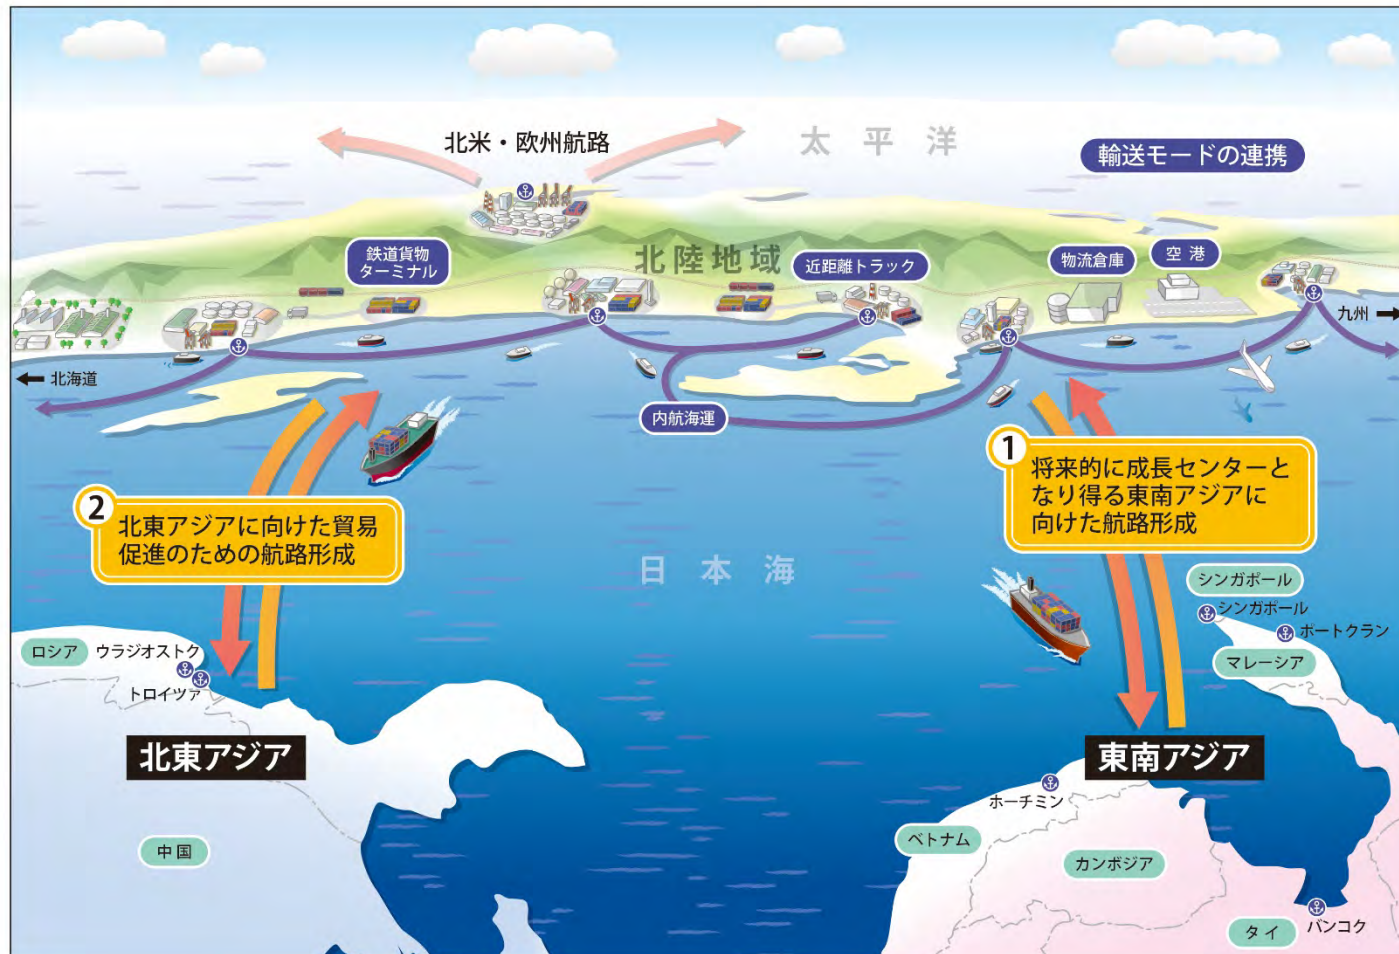 北米・欧州航路
太平洋
輸送モードの連携
鉄道貨物
ターミナル
北陸地域
近距離トラック
物流倉庫
空港
九州
北海道
内航海運
1
将来的に成長センターと
なり得る東南アジアに
向けた航路形成
2
北東アジアに向けた貿易
促進のための航路形成
日本海
シンガポール
シンガポール
ポートクラン
マレーシア
ロシア
ウラジオストク
トロイツァ
北東アジア
東南アジア
ホーチミン
ベトナム
カンボジア
中国
タイ
バンコク